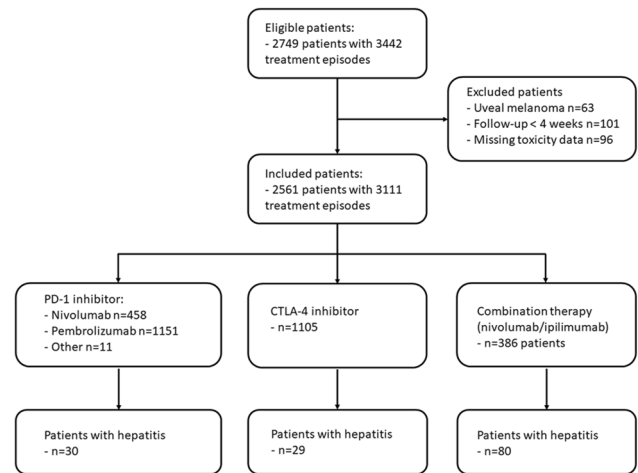 Eligible patients:
- 2749 patients with 3442
treatment episodes
Excluded patients
- Uveal melanoma n=63
- Follow-up < 4 weeks n=101
- Missing toxicity data n=96
Included patients:
- 2561 patients with 3111
treatment episodes
PD-1 inhibitor:
- Nivolumab n=458
- Pembrolizumab n=1151
- Other n=11
CTLA-4 inhibitor
- n=1105
Combination therapy
(nivolumab/ipilimumab)
- n=386 patients
Patients with hepatitis
- n=30
Patients with hepatitis
- n=29
Patients with hepatitis
- n=80